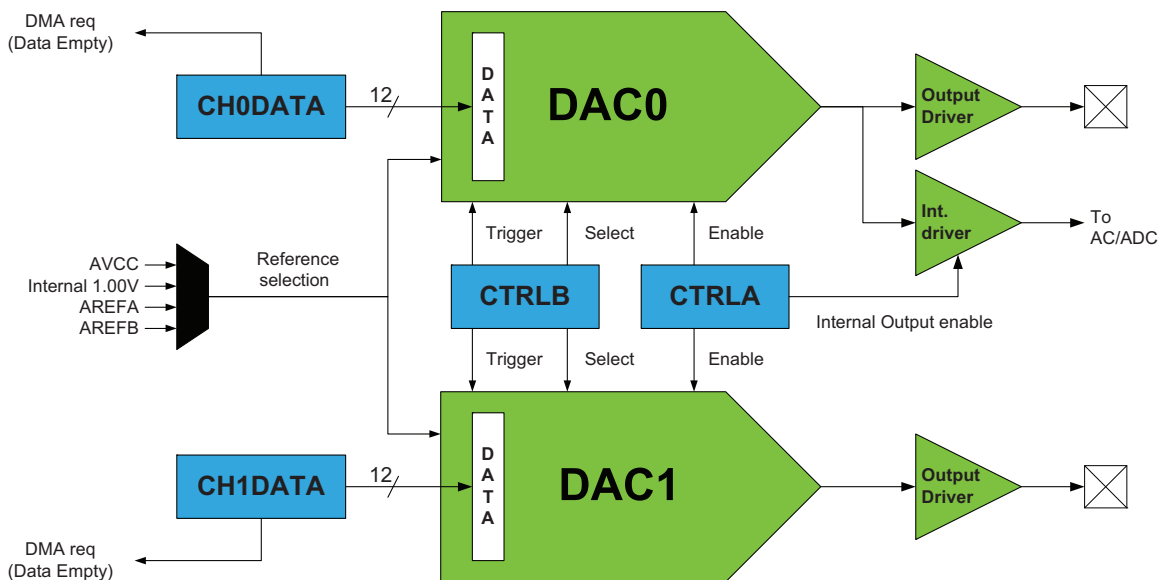 DMA req
(Data Empty)
CH0DATA
12
DATA
DAC0
Output
Driver
Int.
driver
To
AC/ADC
Trigger
Select
Enable
AVCC
Internal 1.00V
AREFA
AREFB
Reference
selection
CTRLB
CTRLA
Internal Output enable
Trigger
Select
Enable
CH1DATA
12
DATA
DAC1
Output
Driver
DMA req
(Data Empty)